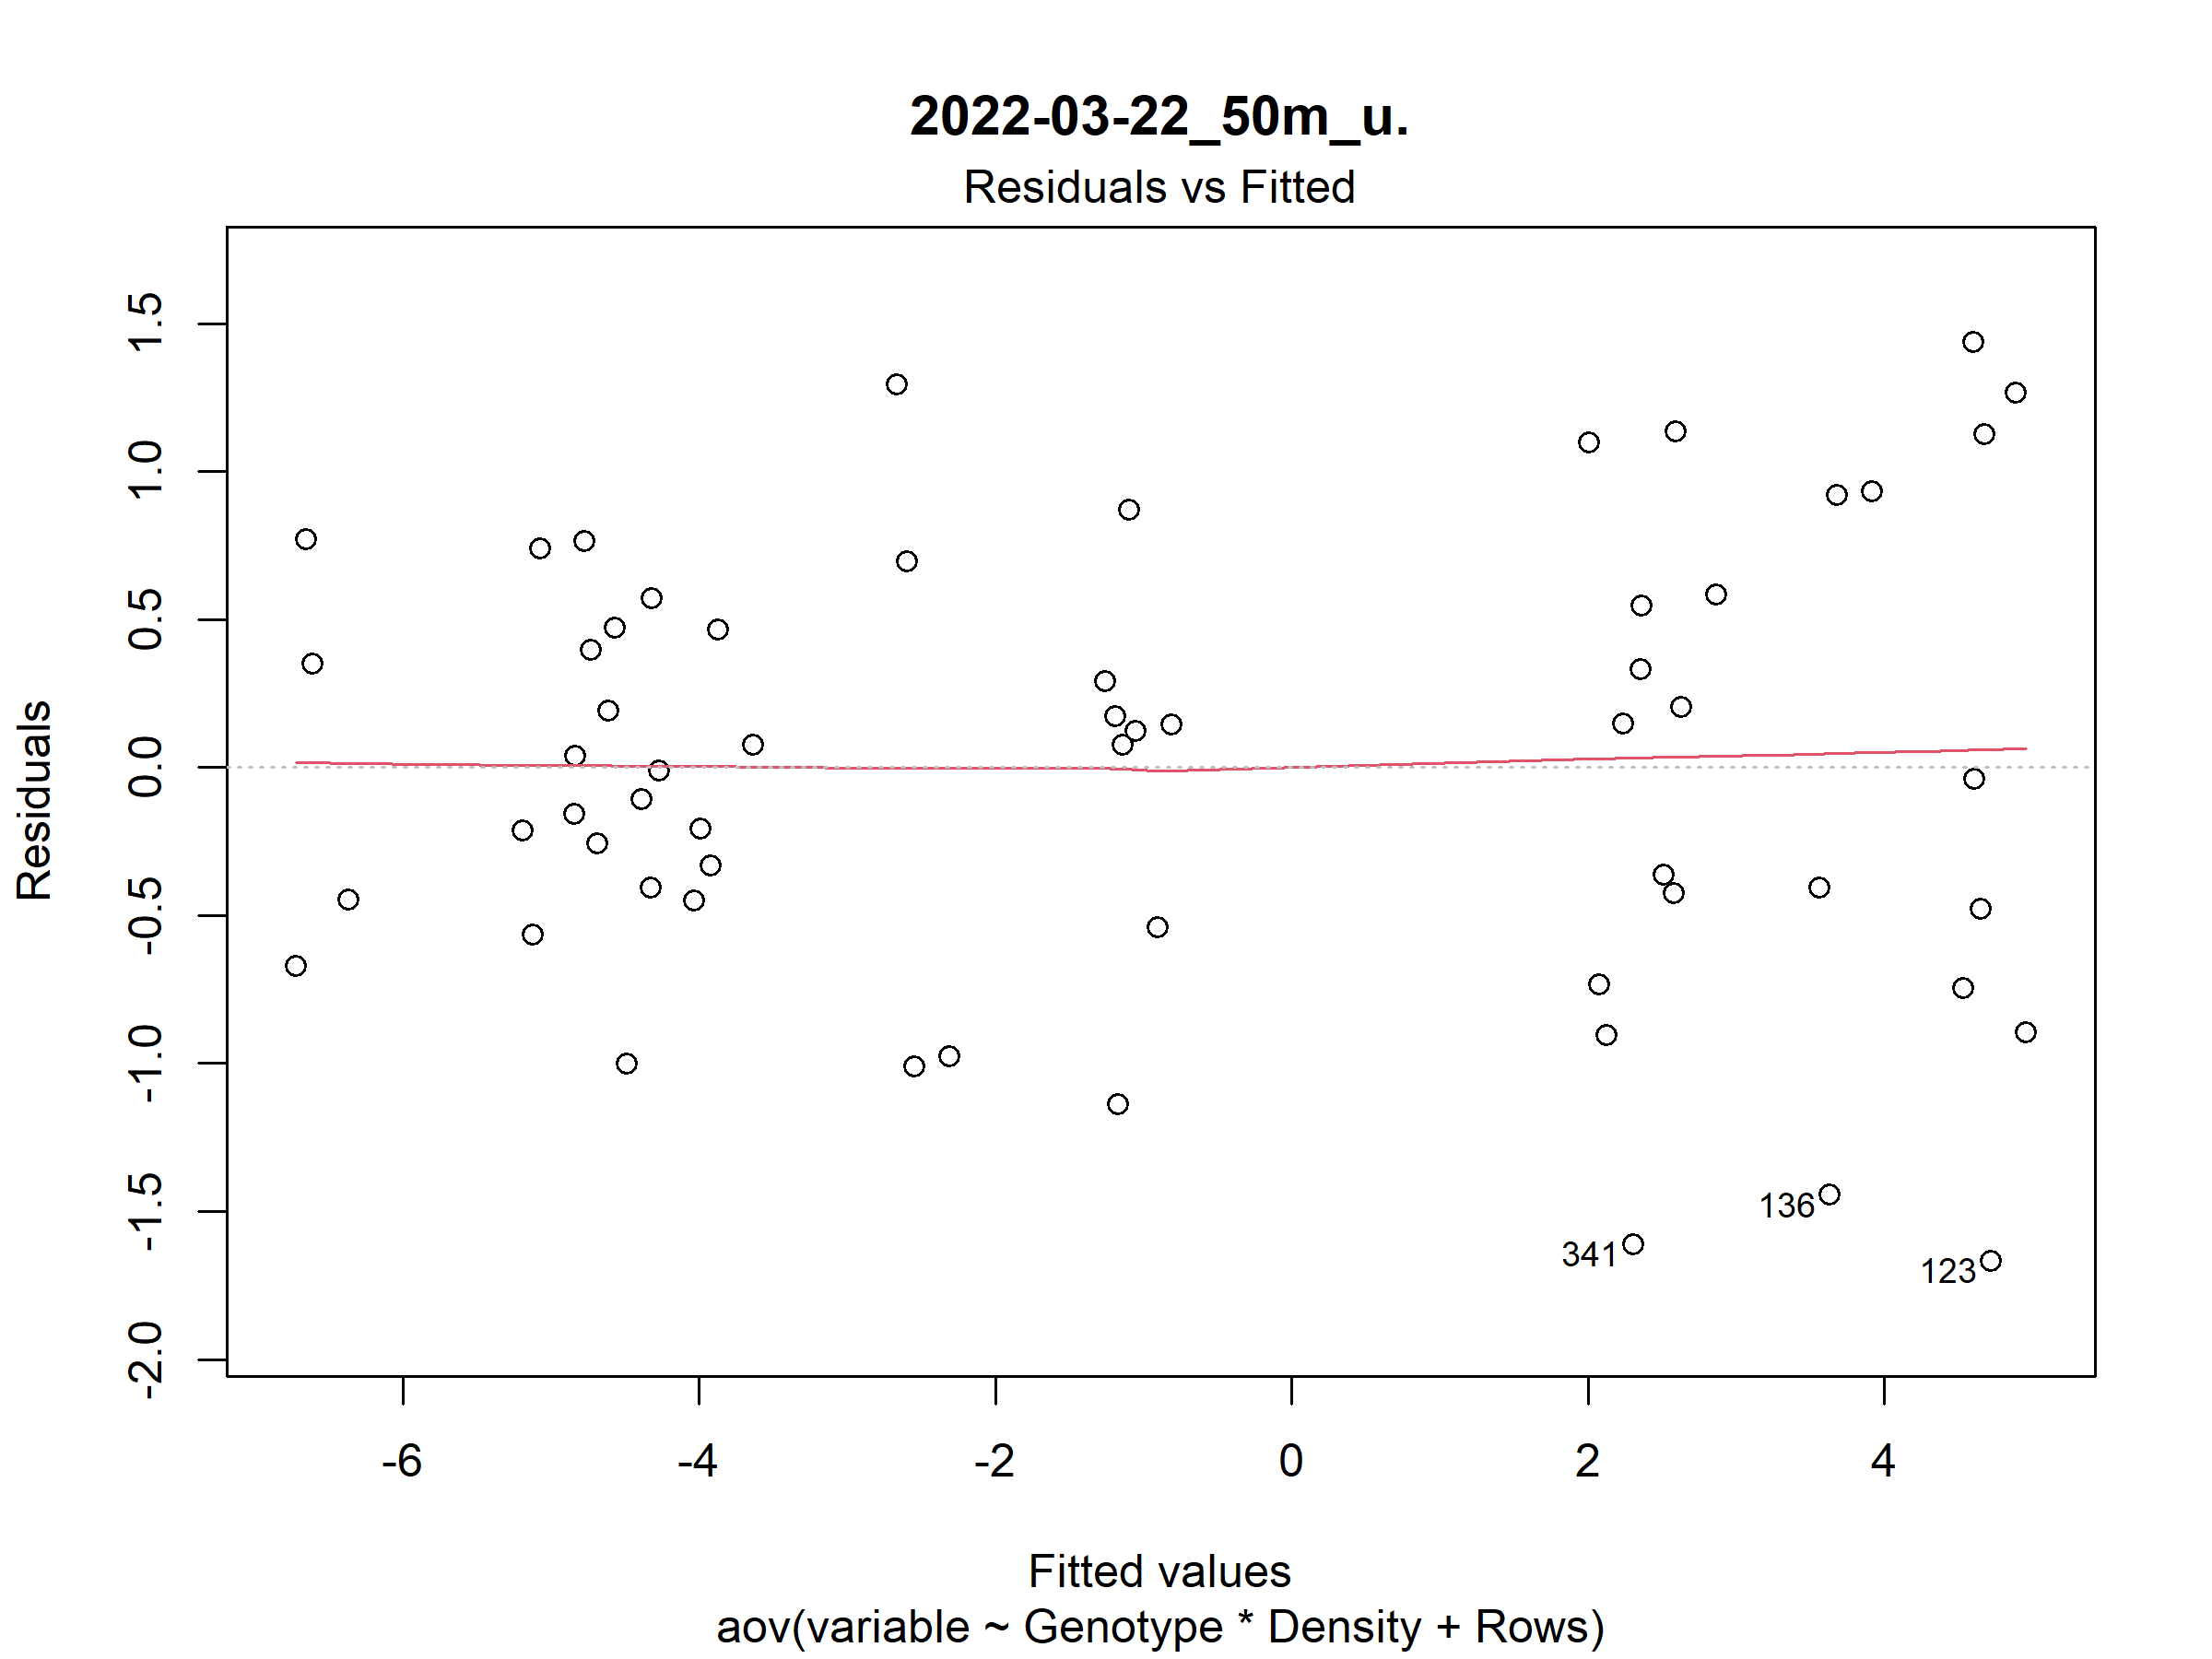 2022-03-22_50m_u.
Residuals vs Fitted
Residuals
1.5
1.0
0.5
0.0
-0.5
-1.0
-1.5
-2.0
136
341
123
-6 -4 -2 0 2 4
Fitted values
aov(variable ~ Genotype * Density + Rows)